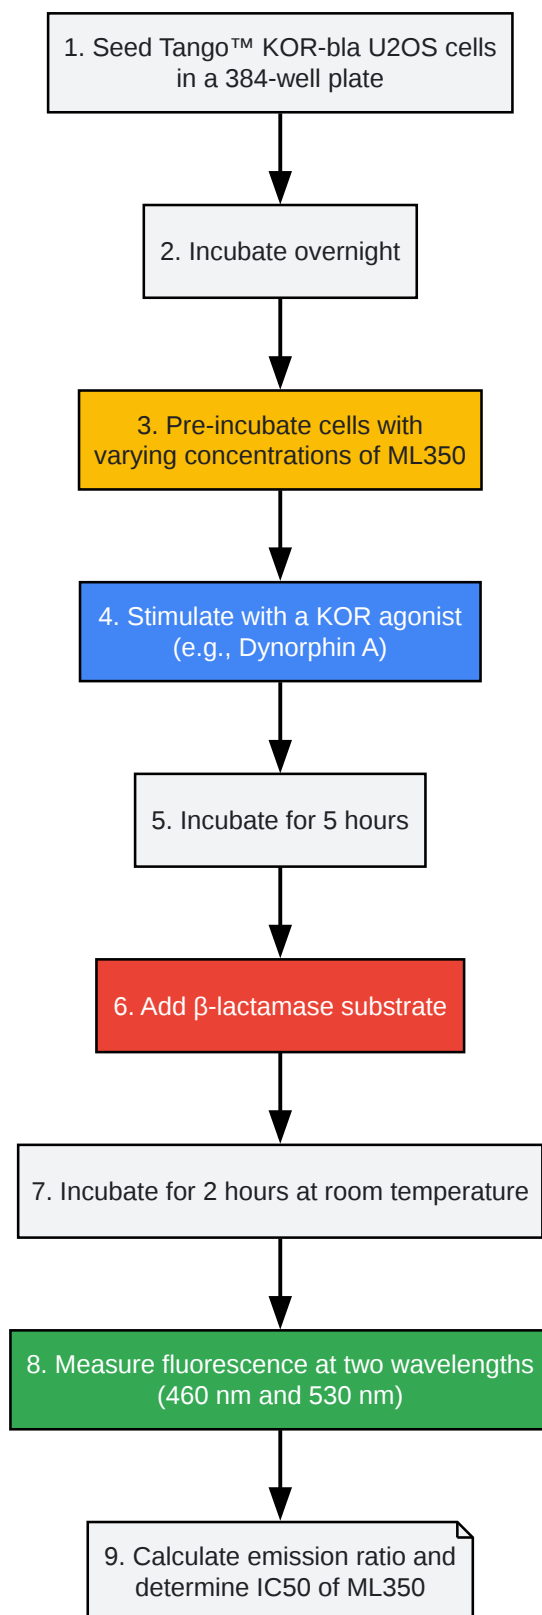 1. Seed Tango™ KOR-bla U2OS cells
in a 384-well plate
2. Incubate overnight
3. Pre-incubate cells with
varying concentrations of ML350
4. Stimulate with a KOR agonist
(e.g., Dynorphin A)
5. Incubate for 5 hours
6. Add β-lactamase substrate
7. Incubate for 2 hours at room temperature
8. Measure fluorescence at two wavelengths
(460 nm and 530 nm)
9. Calculate emission ratio and
determine IC50 of ML350